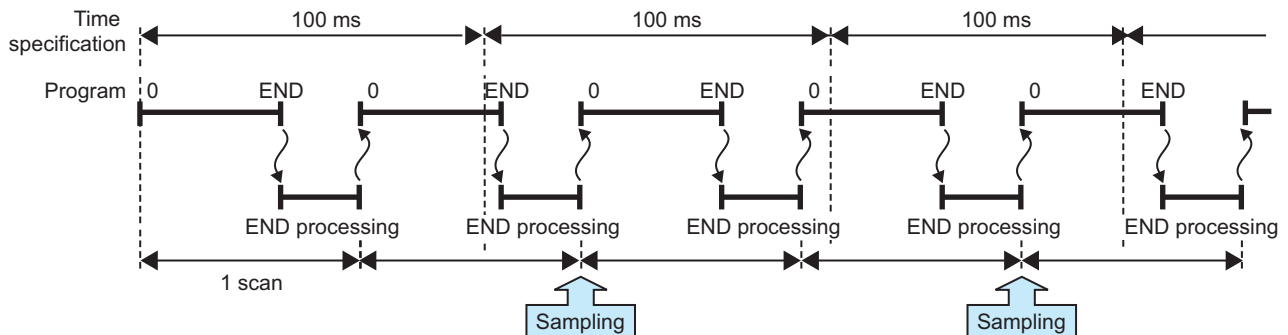 Time specification
100 ms
100 ms
100 ms
Program
0
END
0
END
0
END
0
END
0
END
END processing
END processing
END processing
END processing
END processing
1 scan
Sampling
Sampling